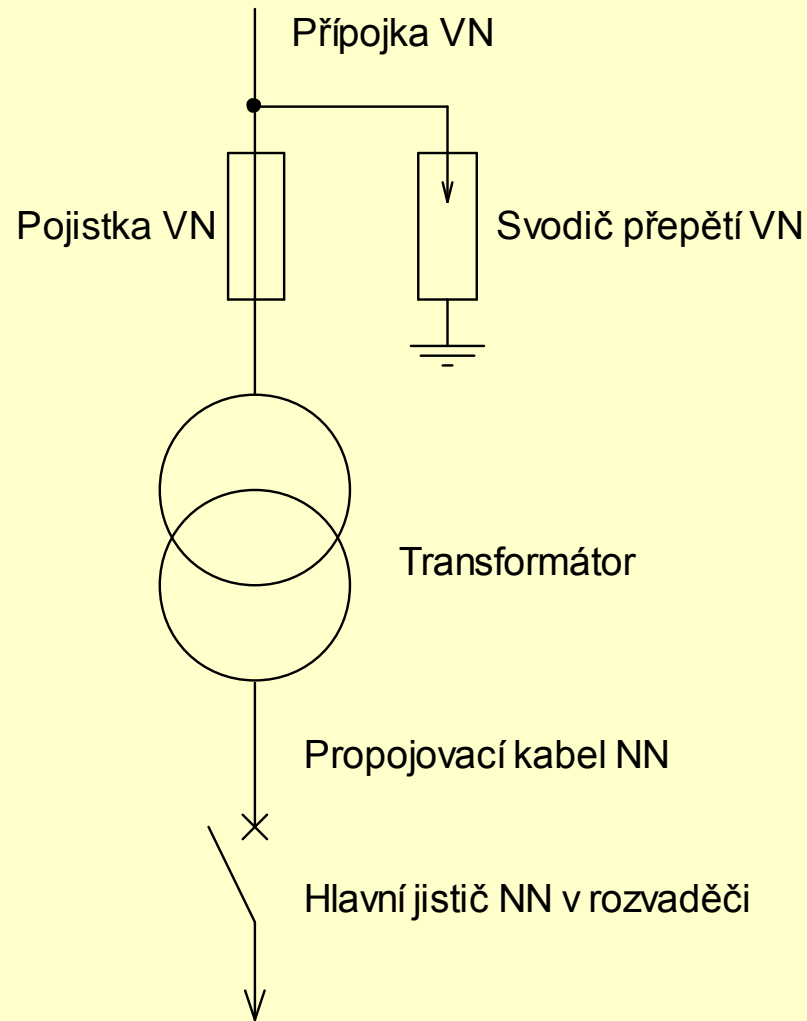 Přípojka VN
Pojistka VN
Svodič přepětí VN
Transformátor
Propojovací kabel NN
Hlavní jistič NN v rozvaděči